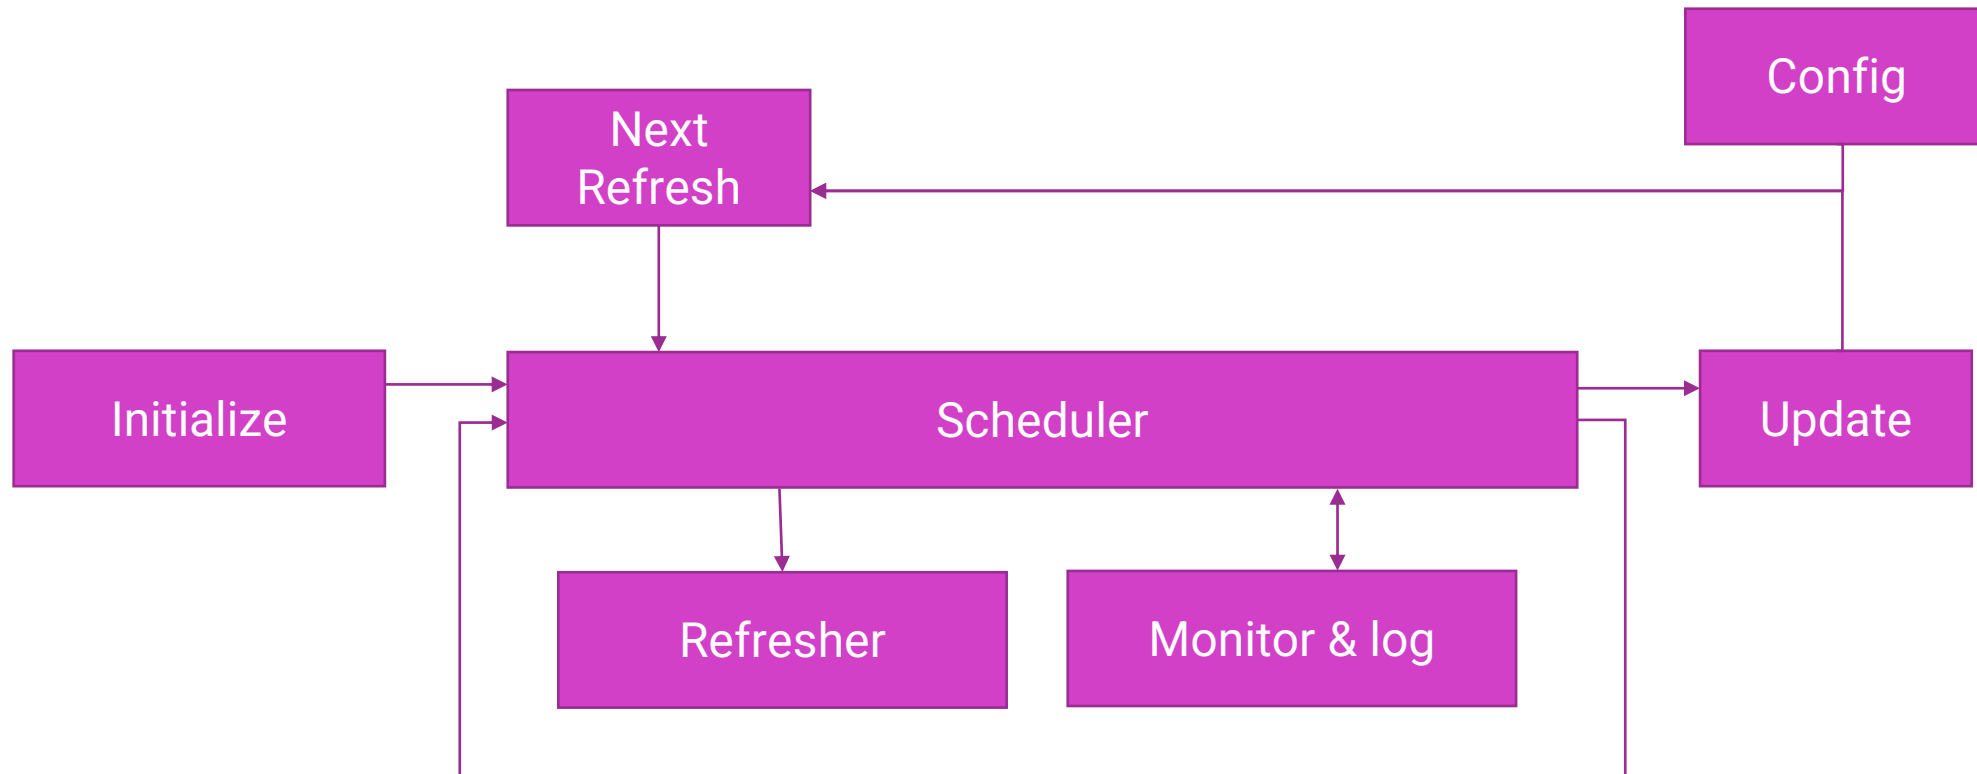 Config
Next
Refresh
Initialize
Scheduler
Update
Refresher
Monitor & log